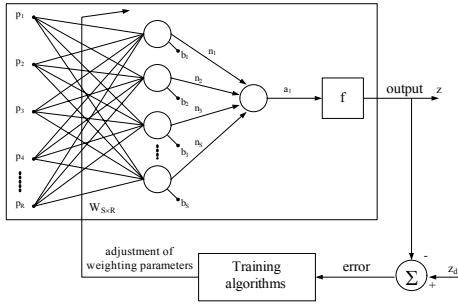 p1
p2
p3
p4
pR
b1
b2
b3
bS
n1
n2
n3
nS
a1
f
output
z
WS×R
adjustment of
weighting parameters
Training
algorithms
error
Σ
-
+
zd